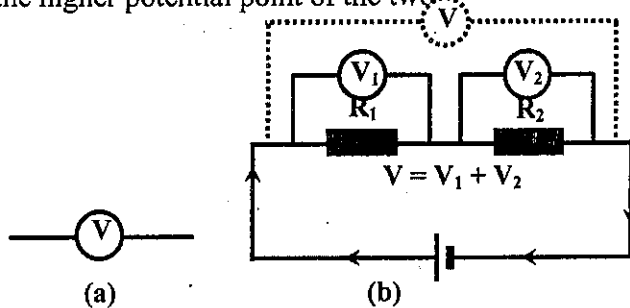 the higher potential point of the two
V
V₁ V₂
R₁ R₂
V = V₁ + V₂
V
(a) (b)